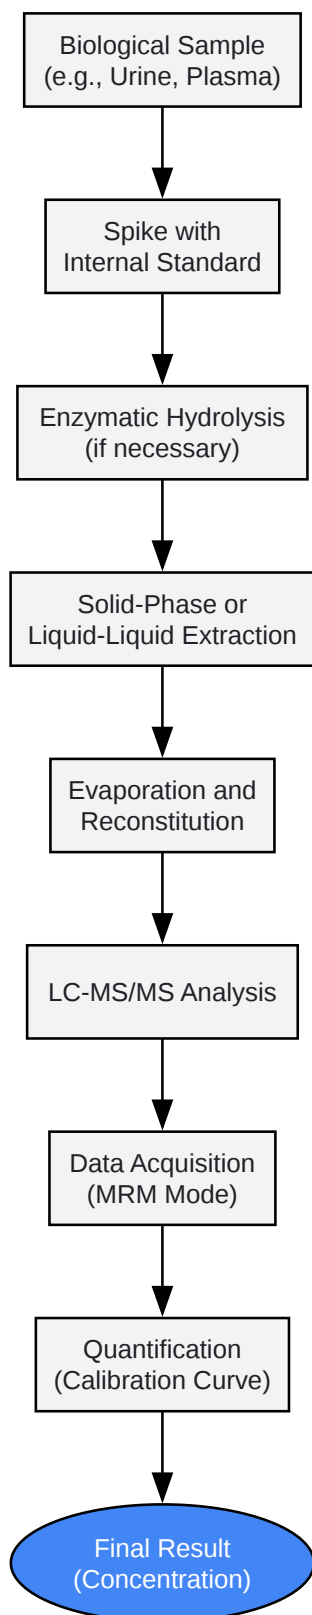 Biological Sample
(e.g., Urine, Plasma)
Spike with
Internal Standard
Enzymatic Hydrolysis
(if necessary)
Solid-Phase or
Liquid-Liquid Extraction
Evaporation and
Reconstitution
LC-MS/MS Analysis
Data Acquisition
(MRM Mode)
Quantification
(Calibration Curve)
Final Result
(Concentration)